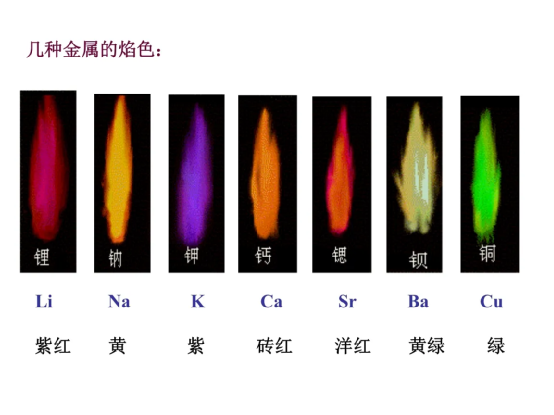 几种金属的焰色：
锂 钠 钾 钙 锶 钡 铜
Li Na K Ca Sr Ba Cu
紫红 黄 紫 砖红 洋红 黄绿 绿